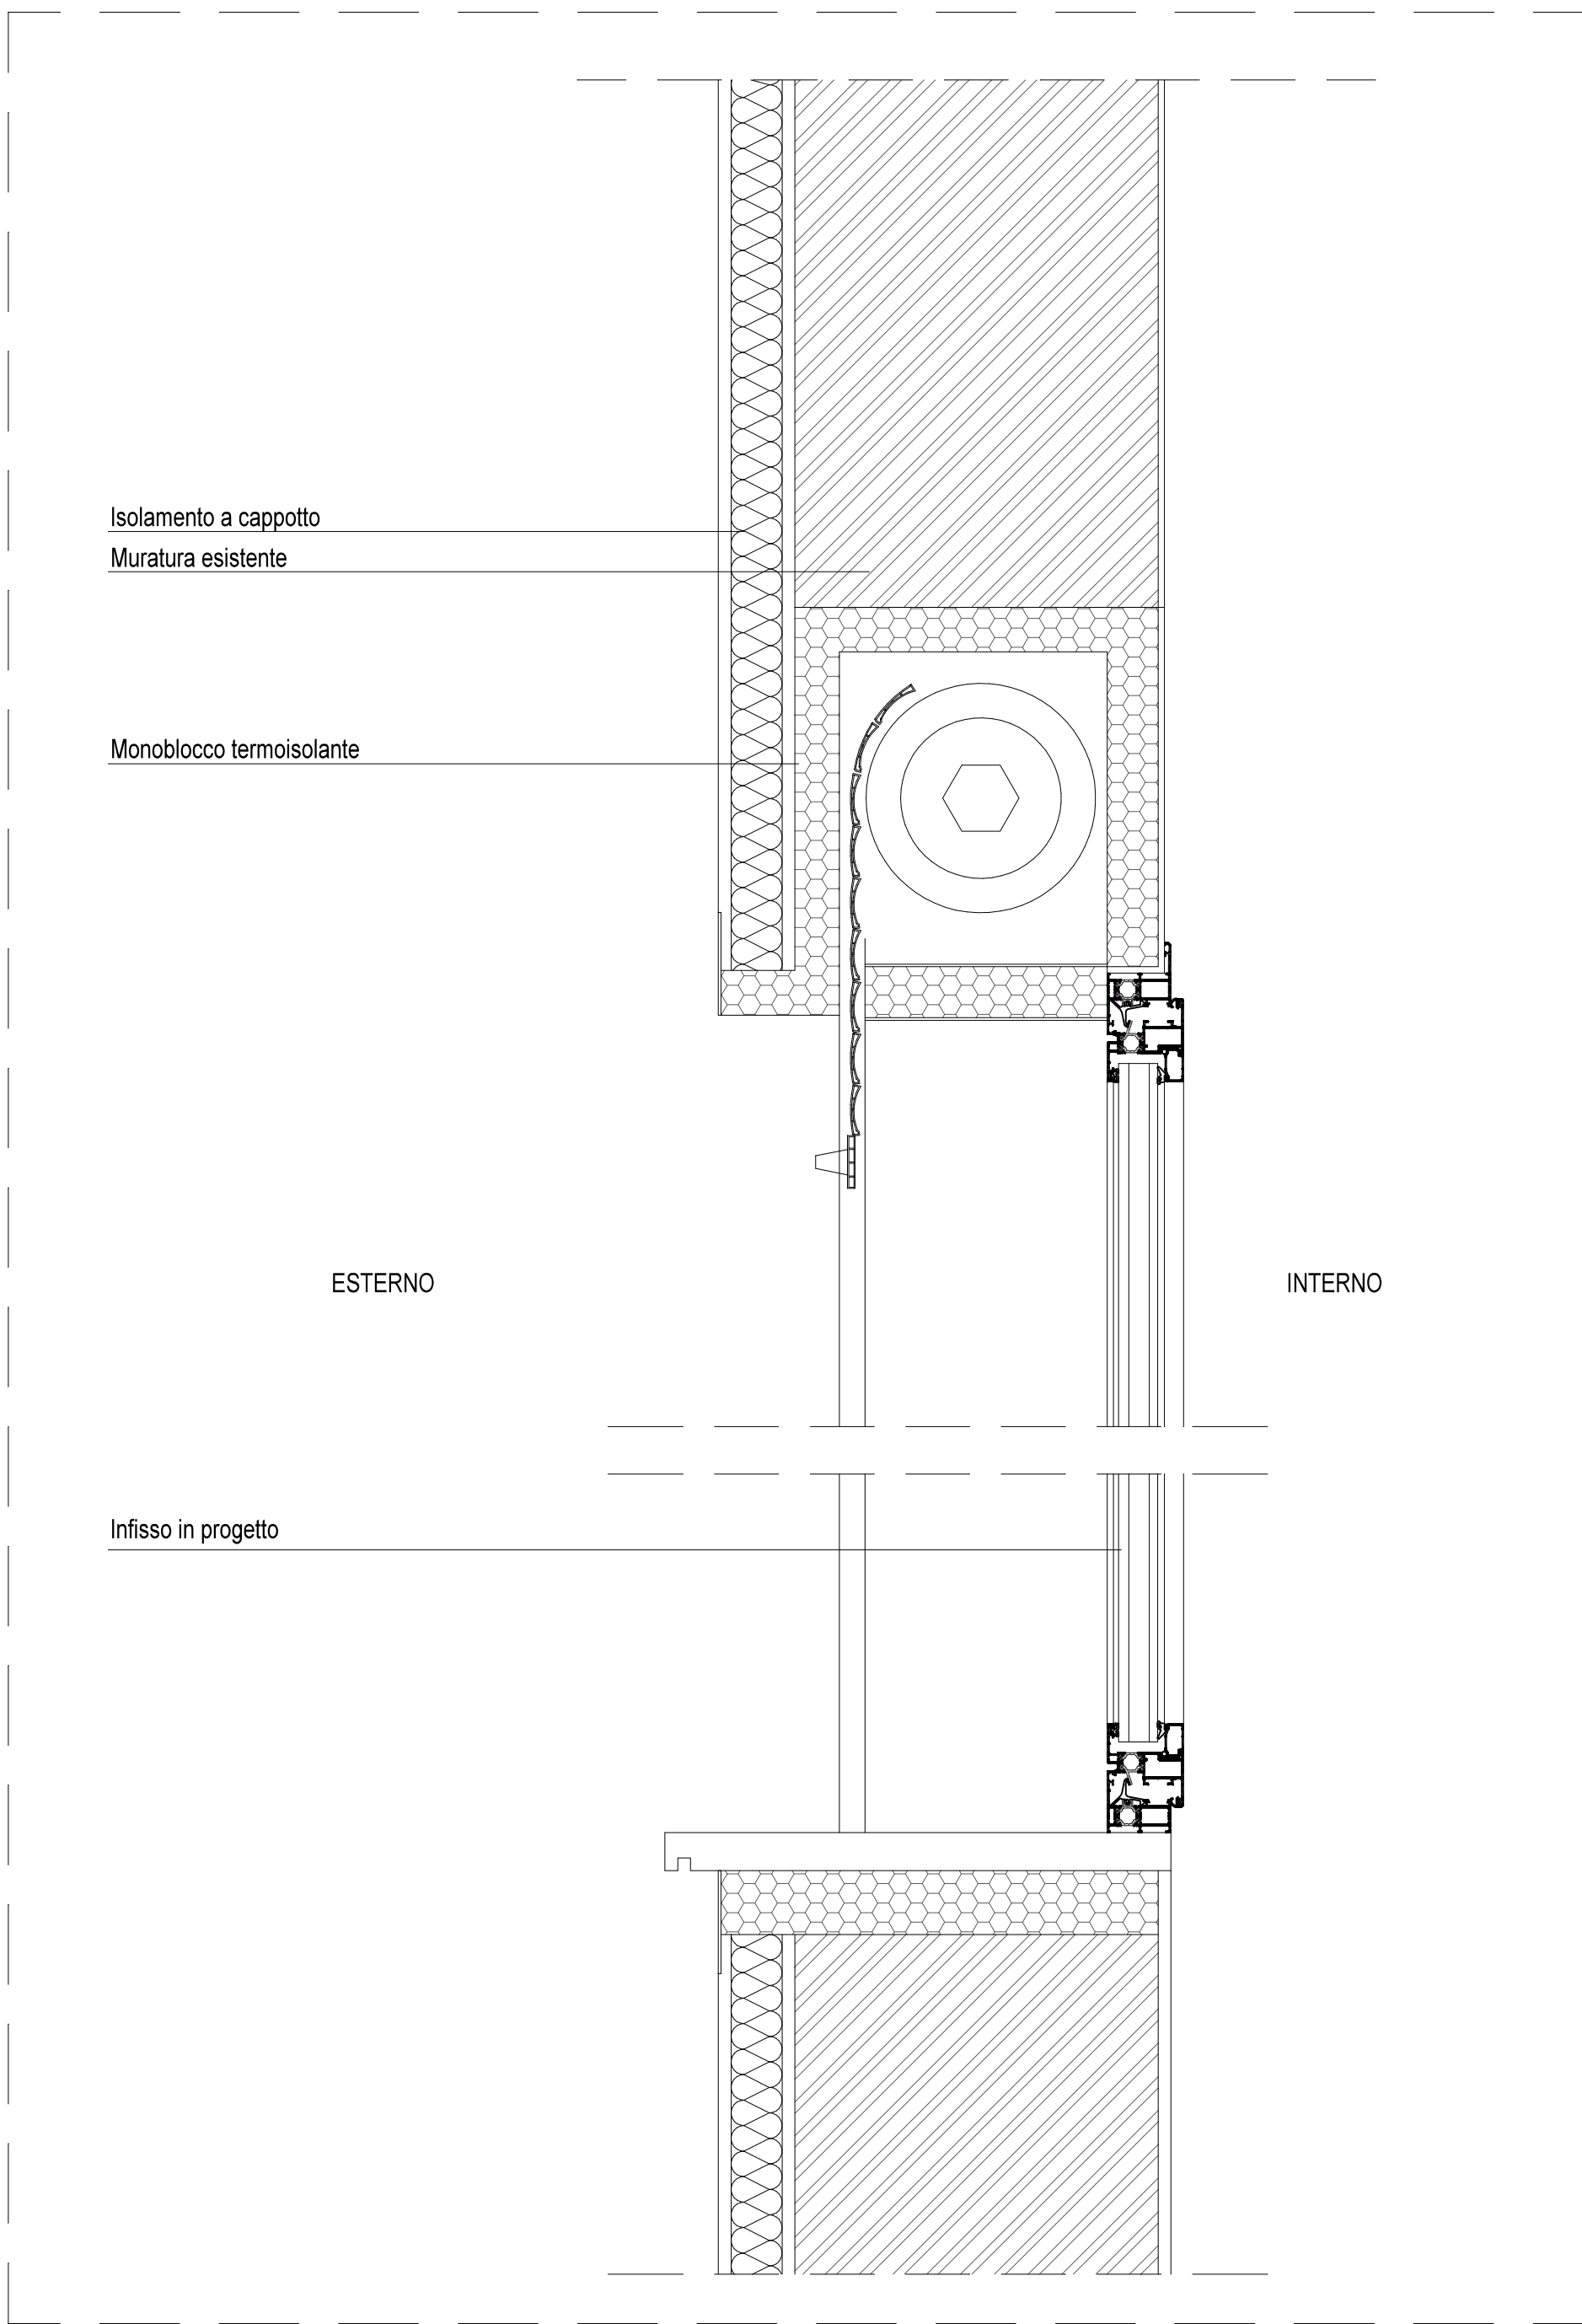 Isolamento a cappotto
Muratura esistente
Monoblocco termoisolante
ESTERNO
INTERNO
Infisso in progetto